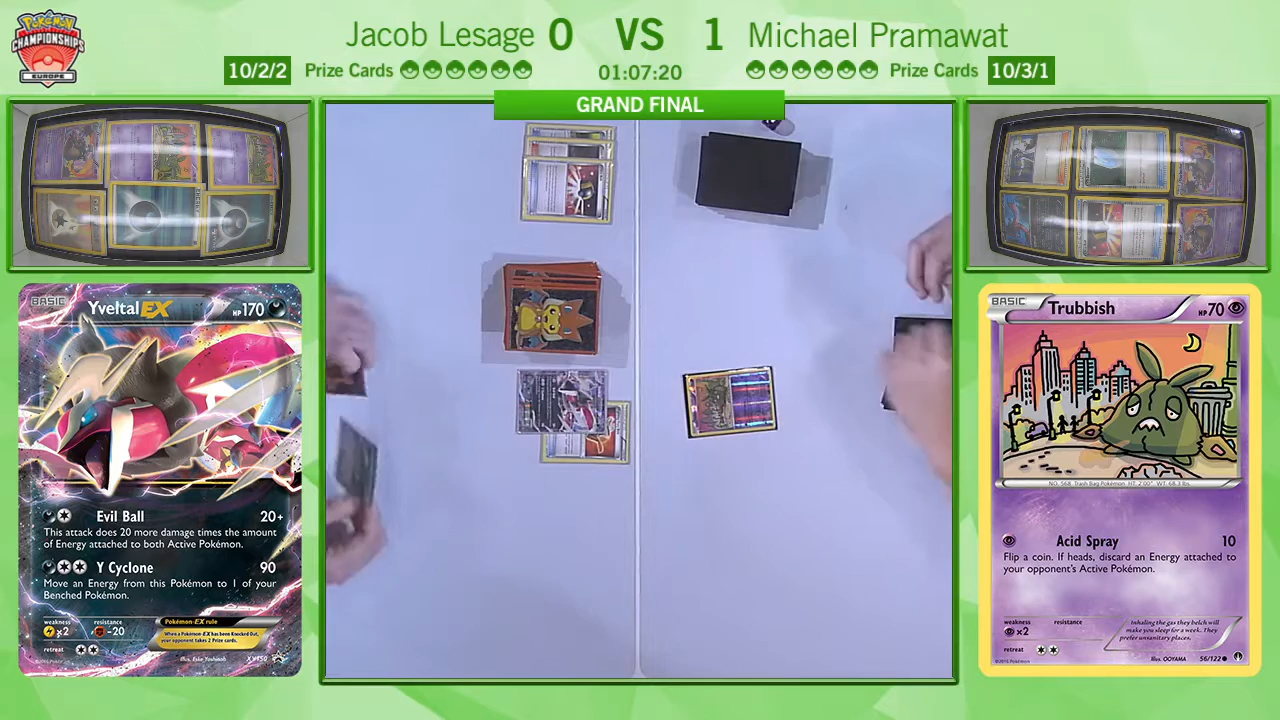 Pokémon
CHAMPIONSHIPS
EUROPE
Jacob Lesage 0 VS 1 Michael Pramawat
10/2/2 Prize Cards 01:07:20 Prize Cards 10/3/1
GRAND FINAL
BASIC
Yveltal EX HP170
Evil Ball 20+
This attack does 20 more damage times the amount
of Energy attached to both Active Pokémon.
Y Cyclone 90
Move an Energy from this Pokémon to 1 of your
Benched Pokémon.
weakness resistance
x2 -20
retreat
Pokémon-EX rule
When a Pokémon-EX has been Knocked Out,
your opponent takes 2 Prize cards.
XY150
BASIC
Trubbish HP70
NO. 568 Trash Bag Pokémon HT: 2'00" WT: 68.3 lbs.
Acid Spray 10
Flip a coin. If heads, discard an Energy attached to
your opponent's Active Pokémon.
weakness resistance
x2
retreat
Inhaling the gas they belch will
make you sleep for a week. They
prefer unsanitary places.
Illus. OOYAMA 56/122